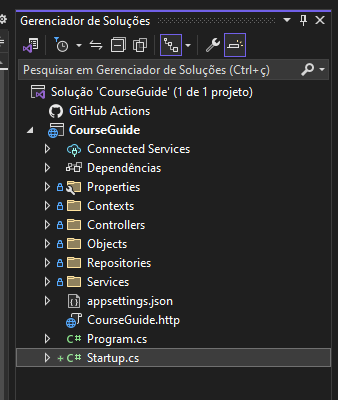 Gerenciador de Soluções
Pesquisar em Gerenciador de Soluções (Ctrl+ç)
Solução 'CourseGuide' (1 de 1 projeto)
GitHub Actions
CourseGuide
Connected Services
Dependências
Properties
Contexts
Controllers
Objects
Repositories
Services
appsettings.json
CourseGuide.http
C# Program.cs
+ C# Startup.cs